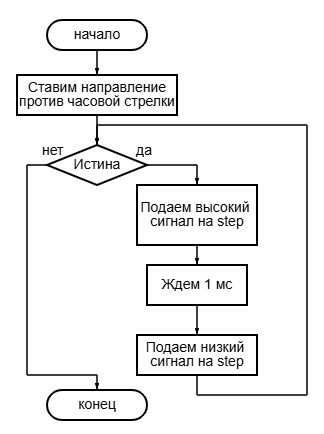 начало
Ставим направление
против часовой стрелки
нет
да
Истина
Подаем высокий
сигнал на step
Ждем 1 мс
Подаем низкий
сигнал на step
конец